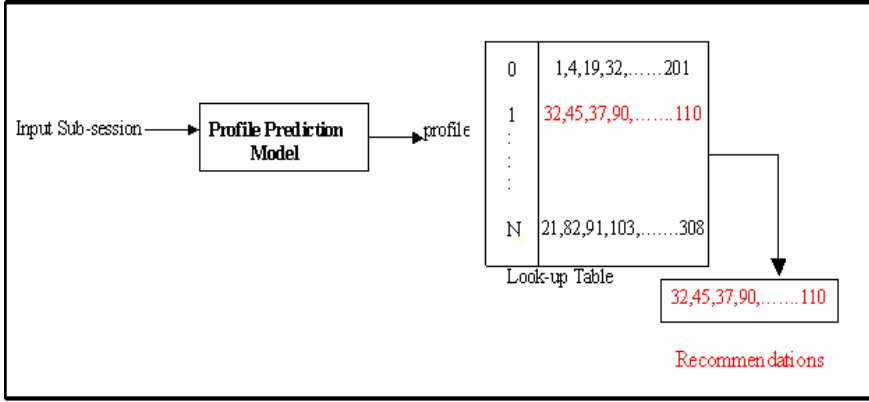 Input Sub-session
Profile Prediction
Model
profile
0 1,4,19,32,……201
1 32,45,37,90,…….110
:
:
:
N 21,82,91,103,…….308
Look-up Table
32,45,37,90,…….110
Recommendations